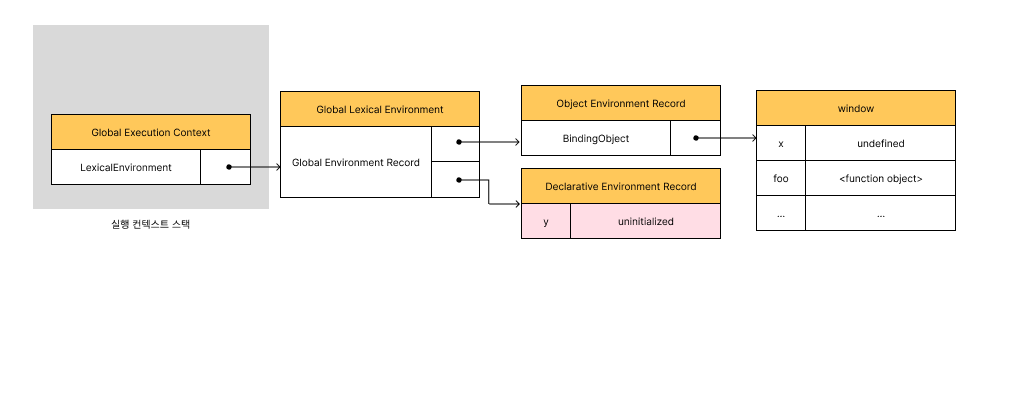 Global Execution Context
LexicalEnvironment
실행 컨텍스트 스택
Global Lexical Environment
Global Environment Record
Object Environment Record
BindingObject
Declarative Environment Record
y uninitialized
window
x undefined
foo <function object>
... ...